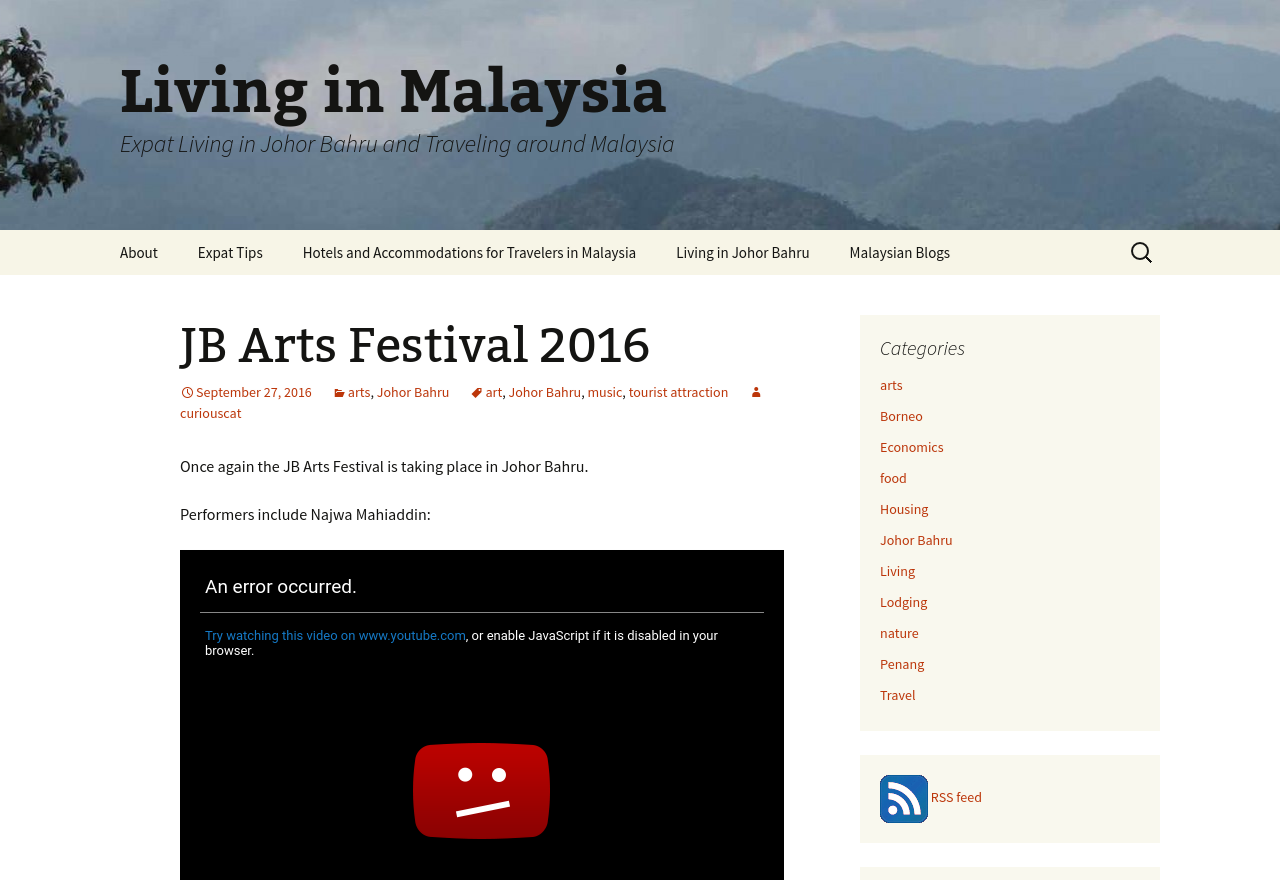 Living in Malaysia
Expat Living in Johor Bahru and Traveling around Malaysia
About
Expat Tips
Hotels and Accommodations for Travelers in Malaysia
Living in Johor Bahru
Malaysian Blogs
JB Arts Festival 2016
September 27, 2016 arts, Johor Bahru art, Johor Bahru, music, tourist attraction
curiouscat
Once again the JB Arts Festival is taking place in Johor Bahru.
Performers include Najwa Mahiaddin:
An error occurred.
Try watching this video on www.youtube.com, or enable JavaScript if it is disabled in your
browser.
Categories
arts
Borneo
Economics
food
Housing
Johor Bahru
Living
Lodging
nature
Penang
Travel
RSS feed